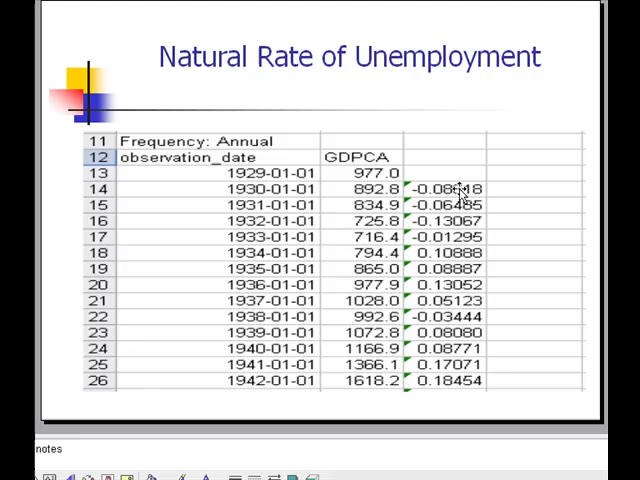 Natural Rate of Unemployment
11 Frequency: Annual
12 observation_date GDPCA
13 1929-01-01 977.0
14 1930-01-01 892.8
15 1931-01-01 834.9 -0.06485
16 1932-01-01 725.8 -0.13067
17 1933-01-01 716.4 -0.01295
18 1934-01-01 794.4 0.10888
19 1935-01-01 865.0 0.08887
20 1936-01-01 977.9 0.13052
21 1937-01-01 1028.0 0.05123
22 1938-01-01 992.6 -0.03444
23 1939-01-01 1072.8 0.08080
24 1940-01-01 1166.9 0.08771
25 1941-01-01 1366.1 0.17071
26 1942-01-01 1618.2 0.18454
notes